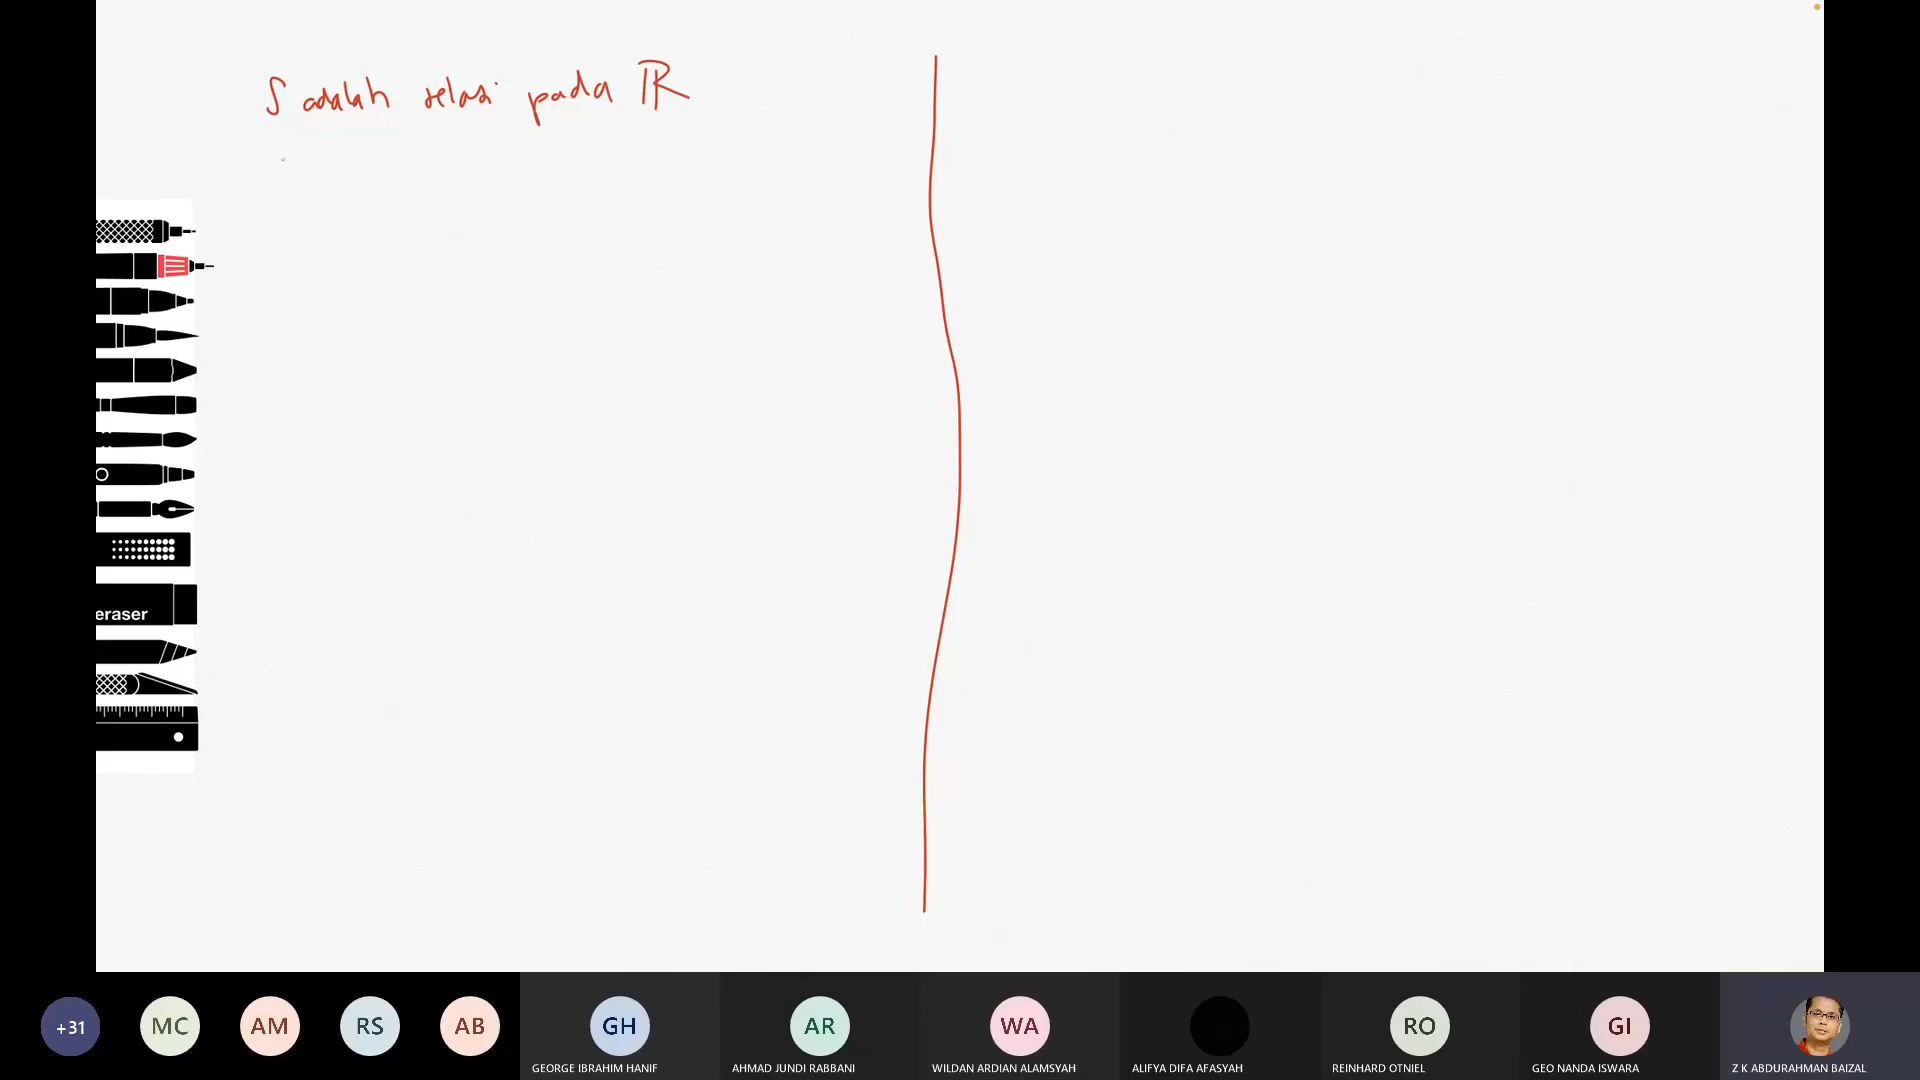 S adalah relasi pada ℝ
eraser
+31
MC
AM
RS
AB
GH
AR
WA
RO
GI
GEORGE IBRAHIM HANIF
AHMAD JUNDI RABBANI
WILDAN ARDIAN ALAMSYAH
ALIFYA DIFA AFASYAH
REINHARD OTNIEL
GEO NANDA ISWARA
Z K ABDURAHMAN BAIZAL